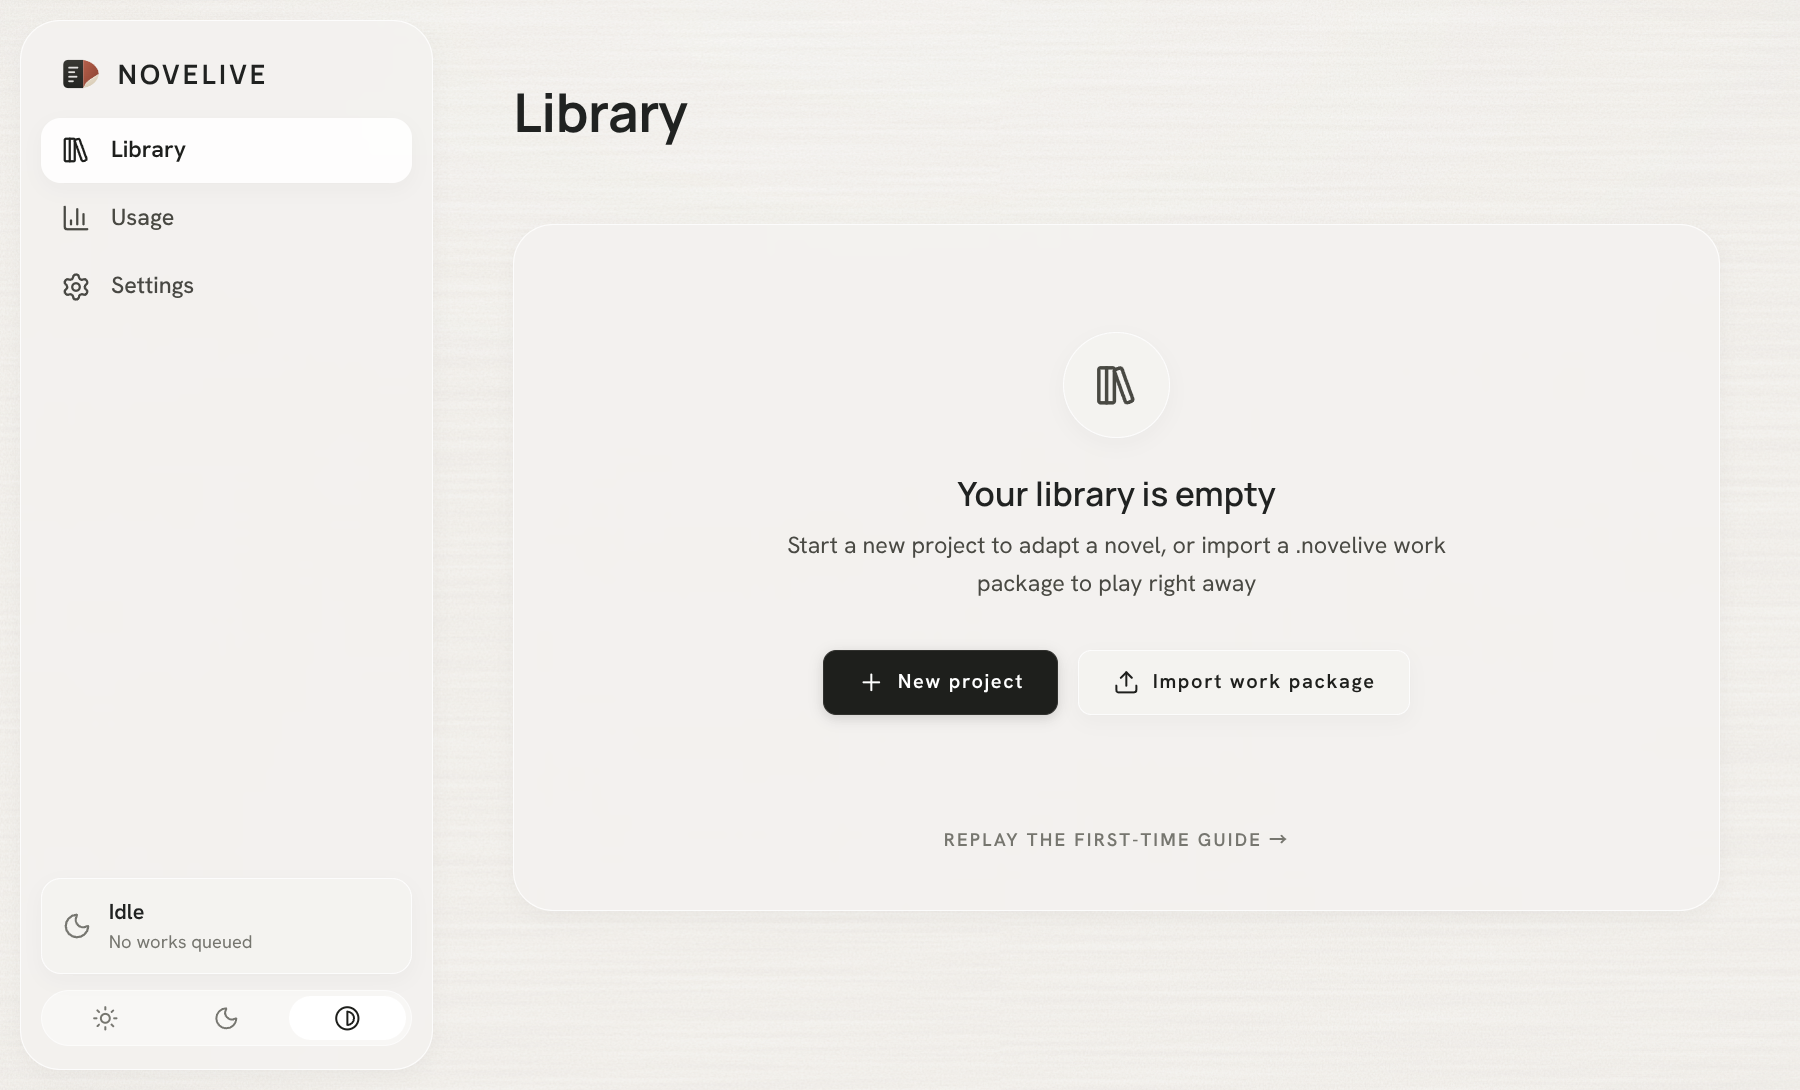 NOVELIVE
Library
Usage
Settings
Idle
No works queued
Library
Your library is empty
Start a new project to adapt a novel, or import a .novelive work
package to play right away
New project
Import work package
REPLAY THE FIRST-TIME GUIDE →